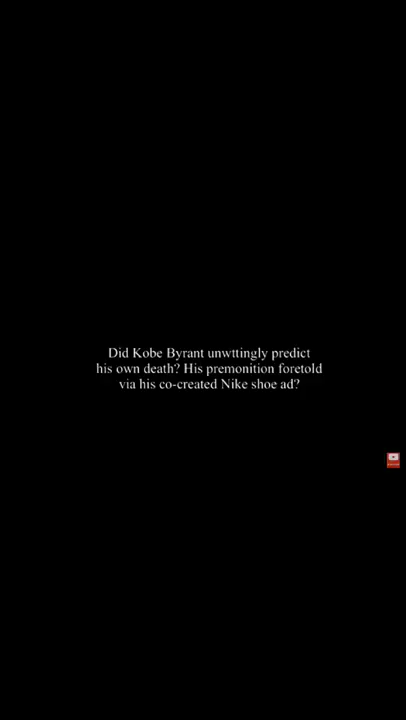 Did Kobe Byrant unwttingly predict
his own death? His premonition foretold
via his co-created Nike shoe ad?